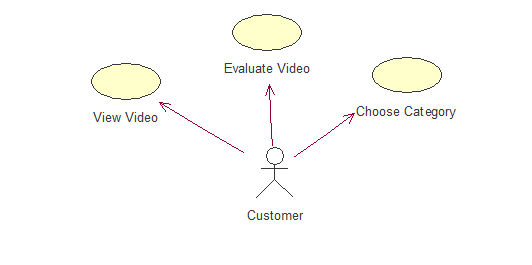 Evaluate Video
View Video
Choose Category
Customer